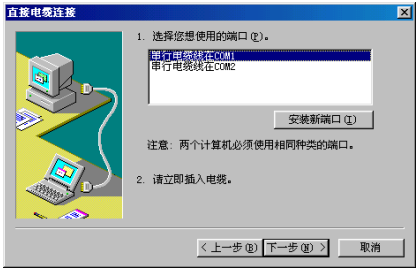 直接电缆连接
1. 选择您想使用的端口(P)。
串行电缆线在COM1
串行电缆线在COM2
安装新端口(I)
注意: 两个计算机必须使用相同种类的端口。
2. 请立即插入电缆。
< 上一步(B) 下一步(N) > 取消